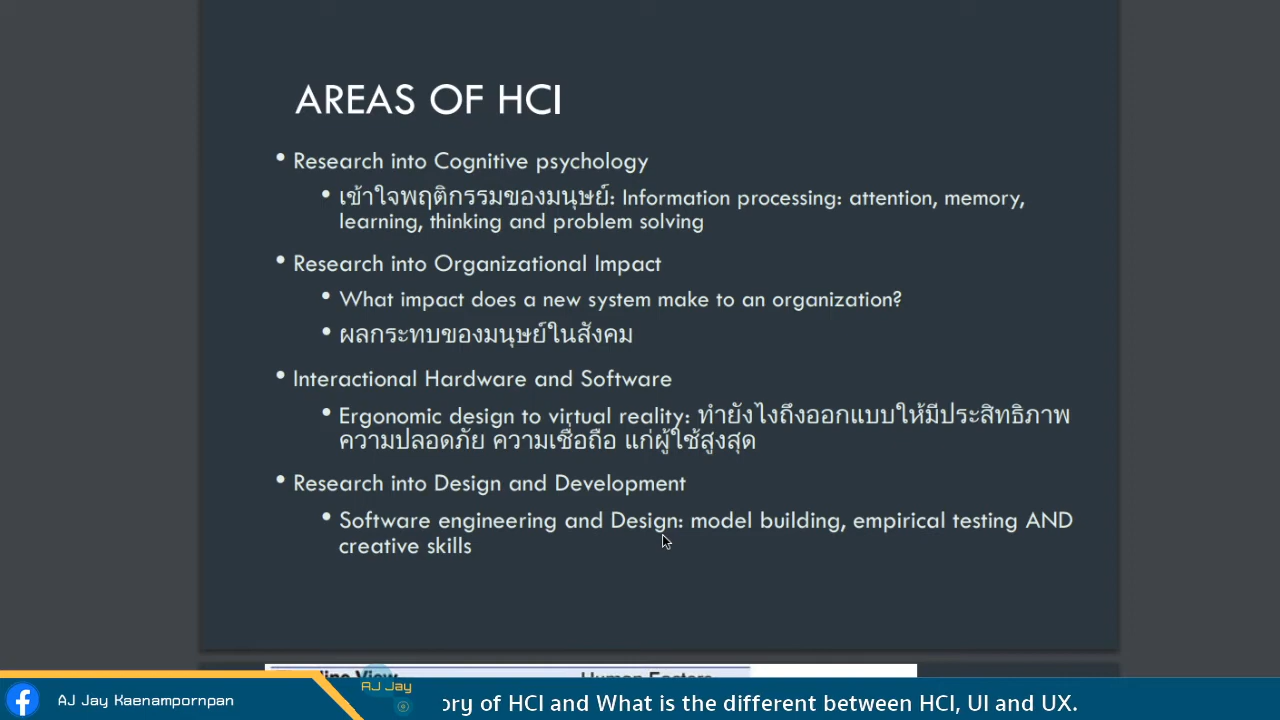 AREAS OF HCI
• Research into Cognitive psychology
• เข้าใจพฤติกรรมของมนุษย์: Information processing: attention, memory,
learning, thinking and problem solving
• Research into Organizational Impact
• What impact does a new system make to an organization?
• ผลกระทบของมนุษย์ในสังคม
• Interactional Hardware and Software
• Ergonomic design to virtual reality: ทำยังไงถึงออกแบบให้มีประสิทธิภาพ
ความปลอดภัย ความเชื่อถือ แก่ผู้ใช้สูงสุด
• Research into Design and Development
• Software engineering and Design: model building, empirical testing AND
creative skills
View Human Factors
AJ Jay
AJ Jay Kaenampornpan
of HCI and What is the different between HCI, UI and UX.